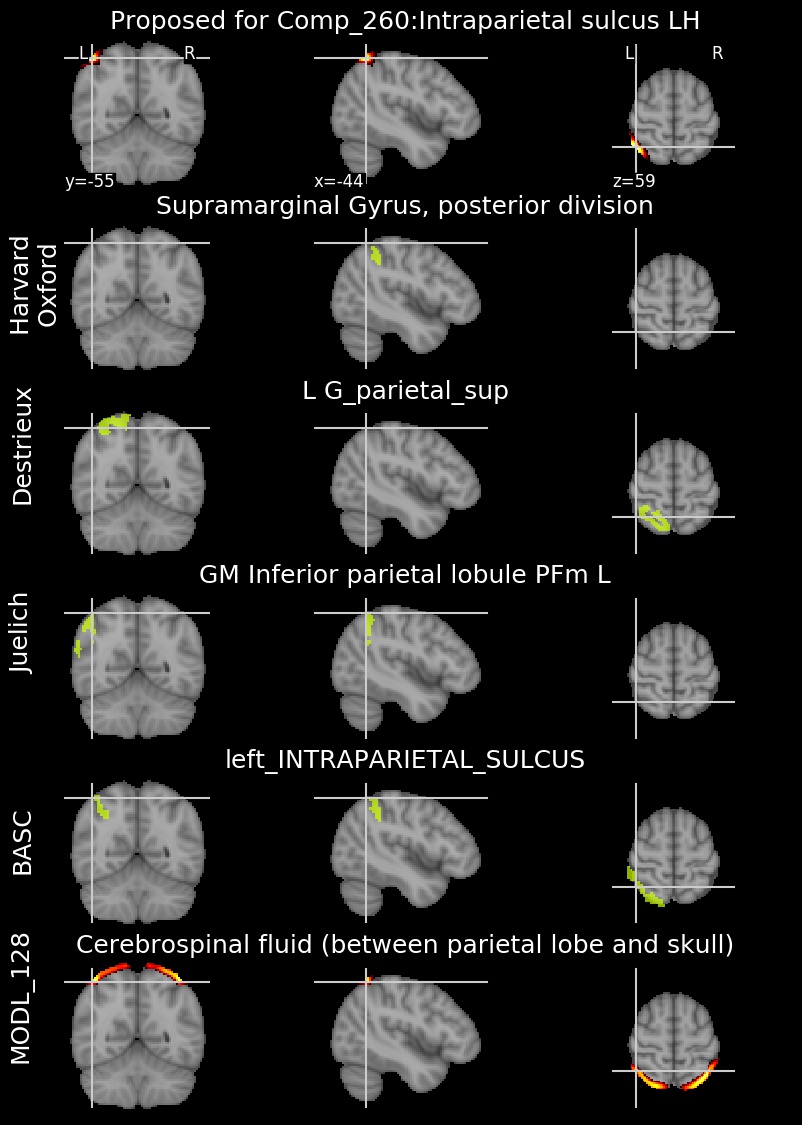 Proposed for Comp_260:Intraparietal sulcus LH
L R
L R
y=-55 x=-44 z=59
Supramarginal Gyrus, posterior division
Harvard
Oxford
L G_parietal_sup
Destrieux
GM Inferior parietal lobule PFm L
Juelich
left_INTRAPARIETAL_SULCUS
BASC
Cerebrospinal fluid (between parietal lobe and skull)
MODL_128